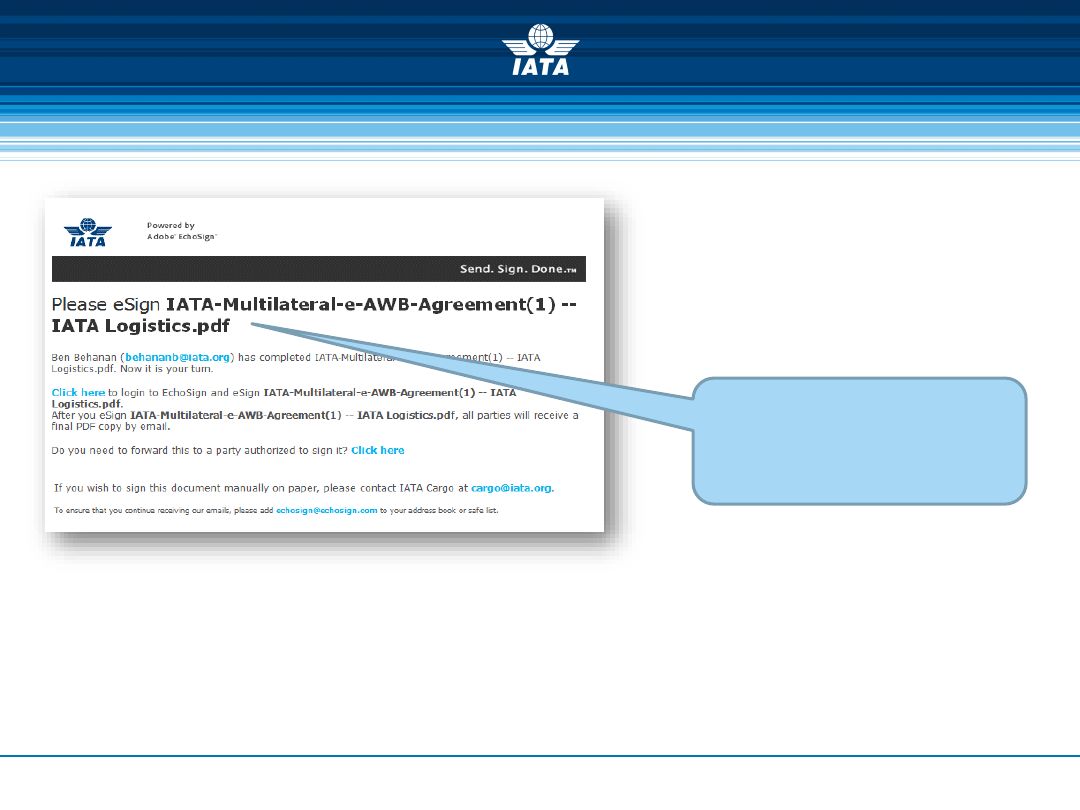 IATA
IATA
Powered by
Adobe® EchoSign™
Send. Sign. Done.™
Please eSign IATA-Multilateral-e-AWB-Agreement(1) --
IATA Logistics.pdf
Ben Behanan (behananb@iata.org) has completed IATA-Multilateral ement(1) -- IATA
Logistics.pdf. Now it is your turn.
Click here to login to EchoSign and eSign IATA-Multilateral-e-AWB-Agreement(1) -- IATA
Logistics.pdf.
After you eSign IATA-Multilateral-e-AWB-Agreement(1) -- IATA Logistics.pdf, all parties will receive a
final PDF copy by email.
Do you need to forward this to a party authorized to sign it? Click here
If you wish to sign this document manually on paper, please contact IATA Cargo at cargo@iata.org.
To ensure that you continue receiving our emails, please add echosign@echosign.com to your address book or safe list.